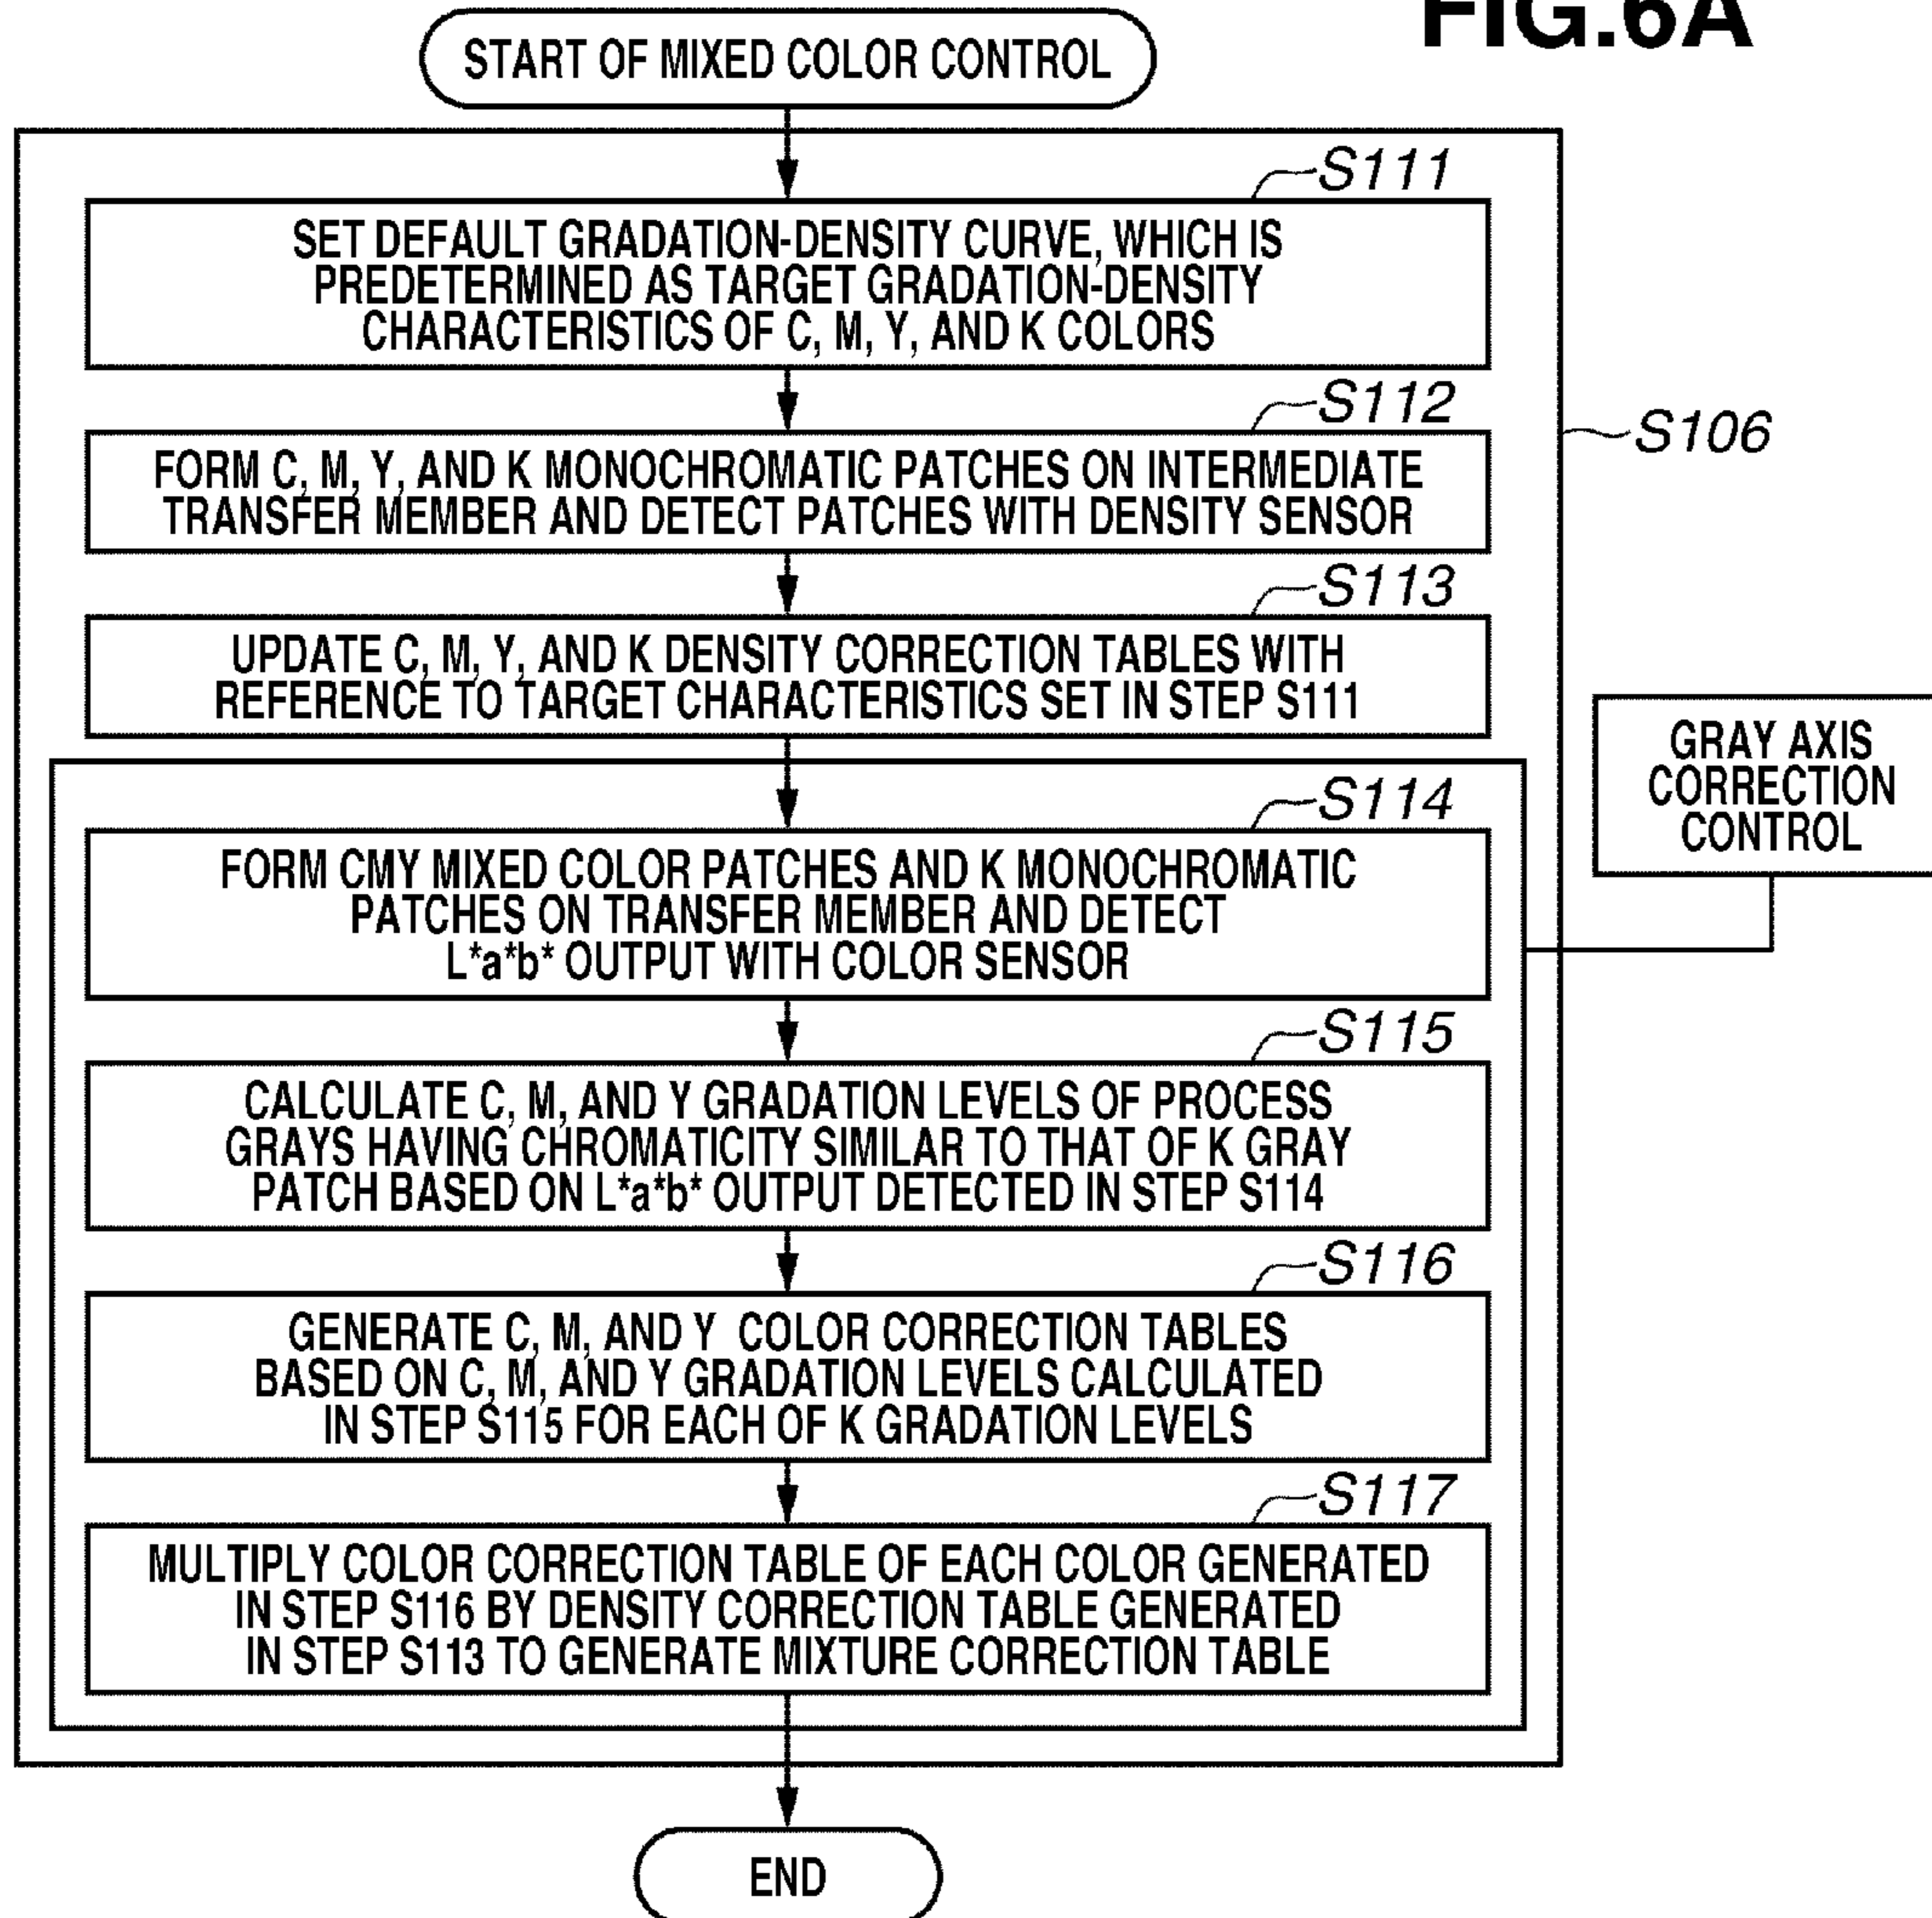 FIG.6A
START OF MIXED COLOR CONTROL
S111
SET DEFAULT GRADATION-DENSITY CURVE, WHICH IS
PREDETERMINED AS TARGET GRADATION-DENSITY
CHARACTERISTICS OF C, M, Y, AND K COLORS
S112
FORM C, M, Y, AND K MONOCHROMATIC PATCHES ON INTERMEDIATE
TRANSFER MEMBER AND DETECT PATCHES WITH DENSITY SENSOR
S106
S113
UPDATE C, M, Y, AND K DENSITY CORRECTION TABLES WITH
REFERENCE TO TARGET CHARACTERISTICS SET IN STEP S111
GRAY AXIS
CORRECTION
CONTROL
S114
FORM CMY MIXED COLOR PATCHES AND K MONOCHROMATIC
PATCHES ON TRANSFER MEMBER AND DETECT
L*a*b* OUTPUT WITH COLOR SENSOR
S115
CALCULATE C, M, AND Y GRADATION LEVELS OF PROCESS
GRAYS HAVING CHROMATICITY SIMILAR TO THAT OF K GRAY
PATCH BASED ON L*a*b* OUTPUT DETECTED IN STEP S114
S116
GENERATE C, M, AND Y COLOR CORRECTION TABLES
BASED ON C, M, AND Y GRADATION LEVELS CALCULATED
IN STEP S115 FOR EACH OF K GRADATION LEVELS
S117
MULTIPLY COLOR CORRECTION TABLE OF EACH COLOR GENERATED
IN STEP S116 BY DENSITY CORRECTION TABLE GENERATED
IN STEP S113 TO GENERATE MIXTURE CORRECTION TABLE
END